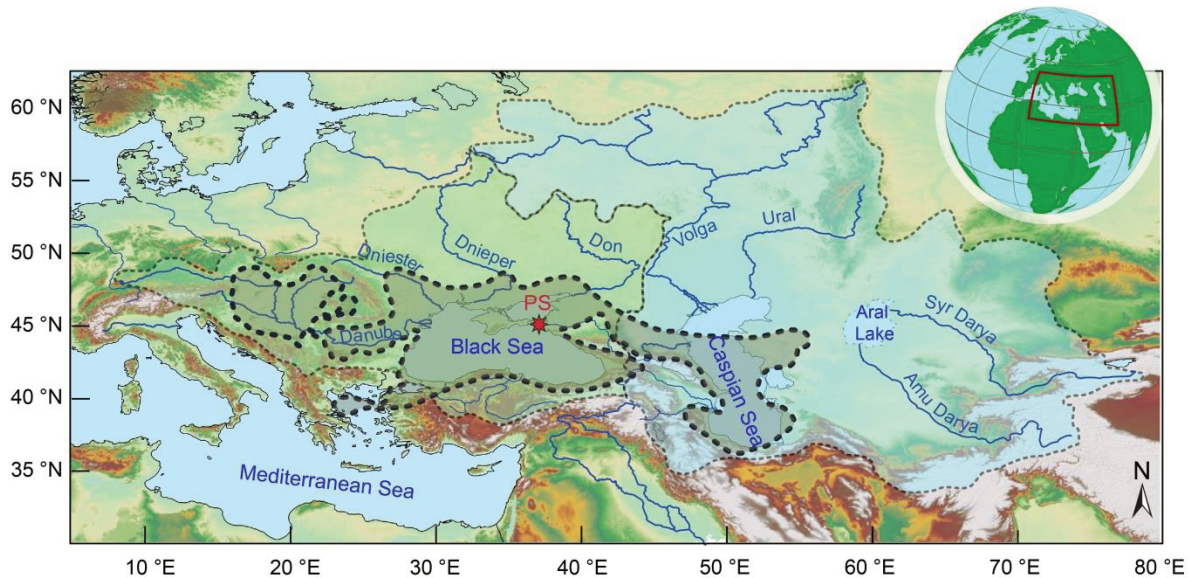 60 °N
55 °N
50 °N
45 °N
40 °N
35 °N
Dniester
Dnieper
Don
Volga
Ural
PS
Danube
Black Sea
Caspian Sea
Aral
Lake
Syr Darya
Amu Darya
Mediterranean Sea
N
10 °E
20 °E
30 °E
40 °E
50 °E
60 °E
70 °E
80 °E